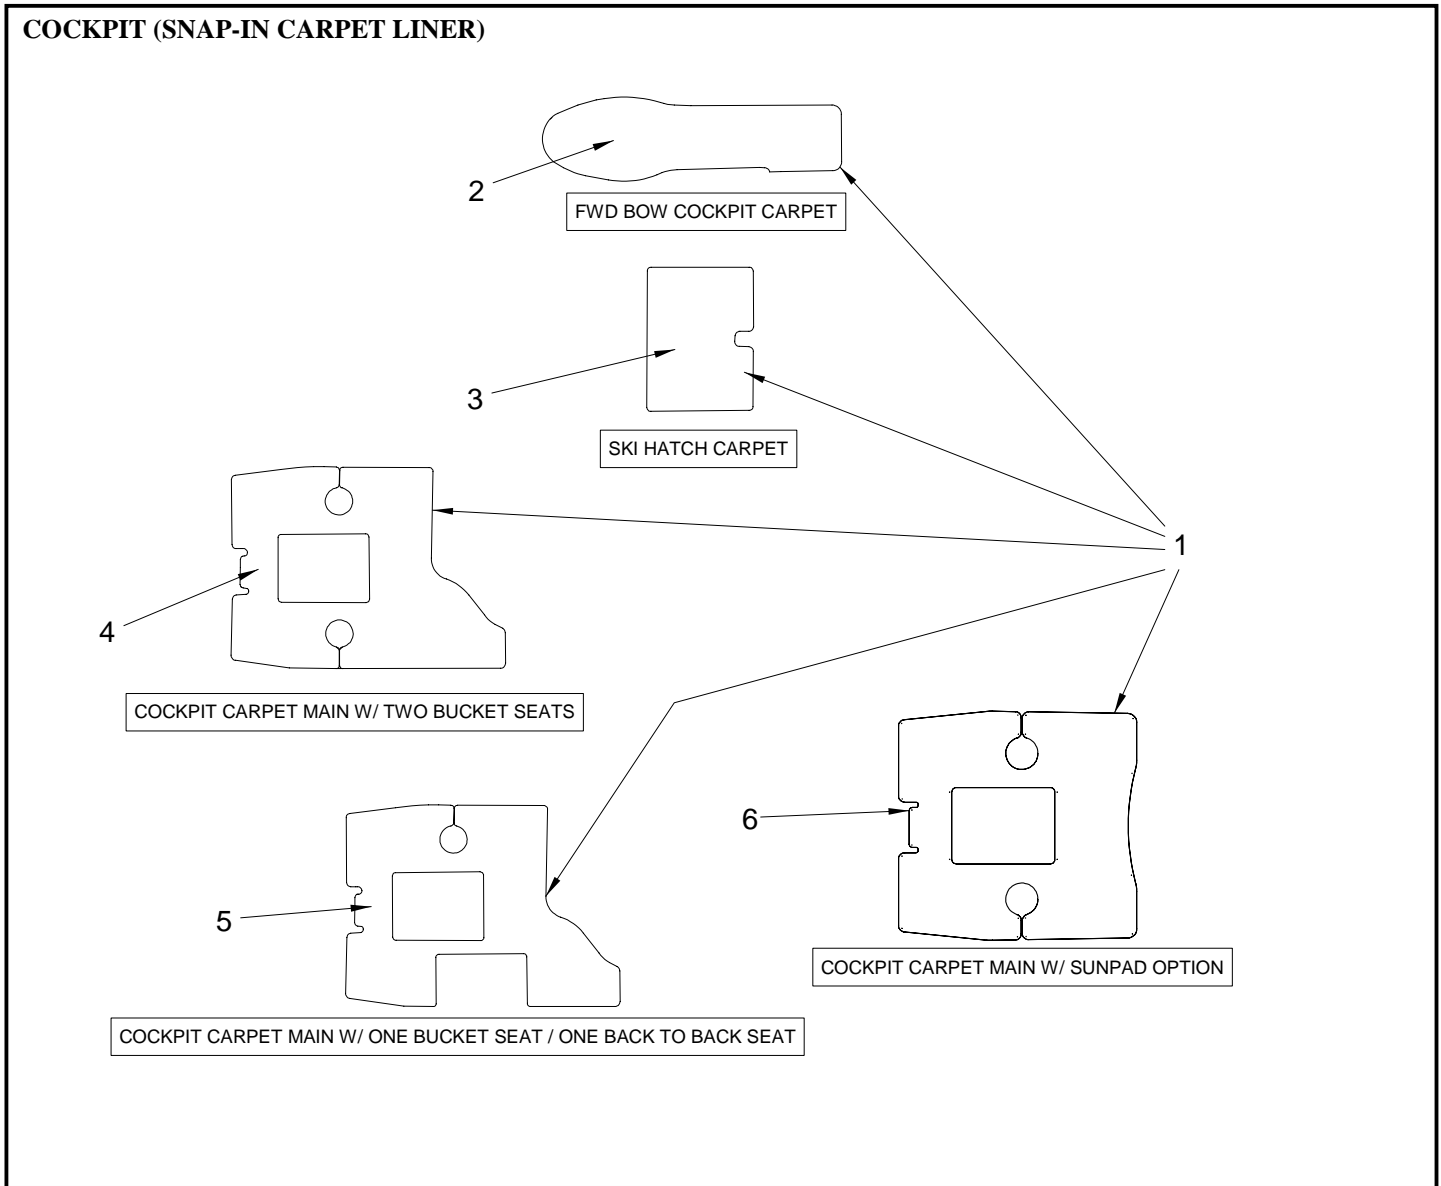 COCKPIT (SNAP-IN CARPET LINER)
2
FWD BOW COCKPIT CARPET
3
SKI HATCH CARPET
1
4
COCKPIT CARPET MAIN W/ TWO BUCKET SEATS
6
5
COCKPIT CARPET MAIN W/ SUNPAD OPTION
COCKPIT CARPET MAIN W/ ONE BUCKET SEAT / ONE BACK TO BACK SEAT